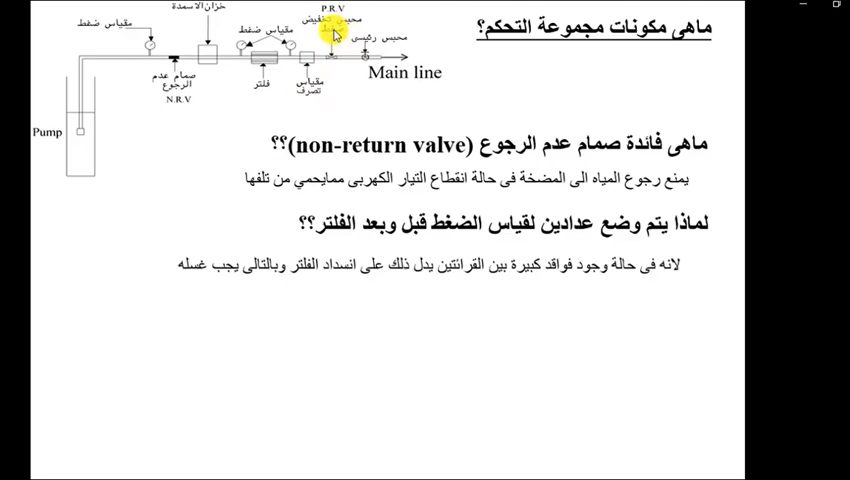 ماهى مكونات مجموعة التحكم؟
P.R.V
خزان الاسمدة
محبس تخفيض
ضغط
مقياس ضغط
مقياس ضغط
محبس رئيسى
Main line
صمام عدم
الرجوع
N.R.V
فلتر
مقياس
تصرف
Pump
ماهى فائدة صمام عدم الرجوع (non-return valve)؟؟
يمنع رجوع المياه الى المضخة فى حالة انقطاع التيار الكهربى ممايحمي من تلفها
لماذا يتم وضع عدادين لقياس الضغط قبل وبعد الفلتر؟؟
لانه فى حالة وجود فواقد كبيرة بين القرائتين يدل ذلك على انسداد الفلتر وبالتالى يجب غسله